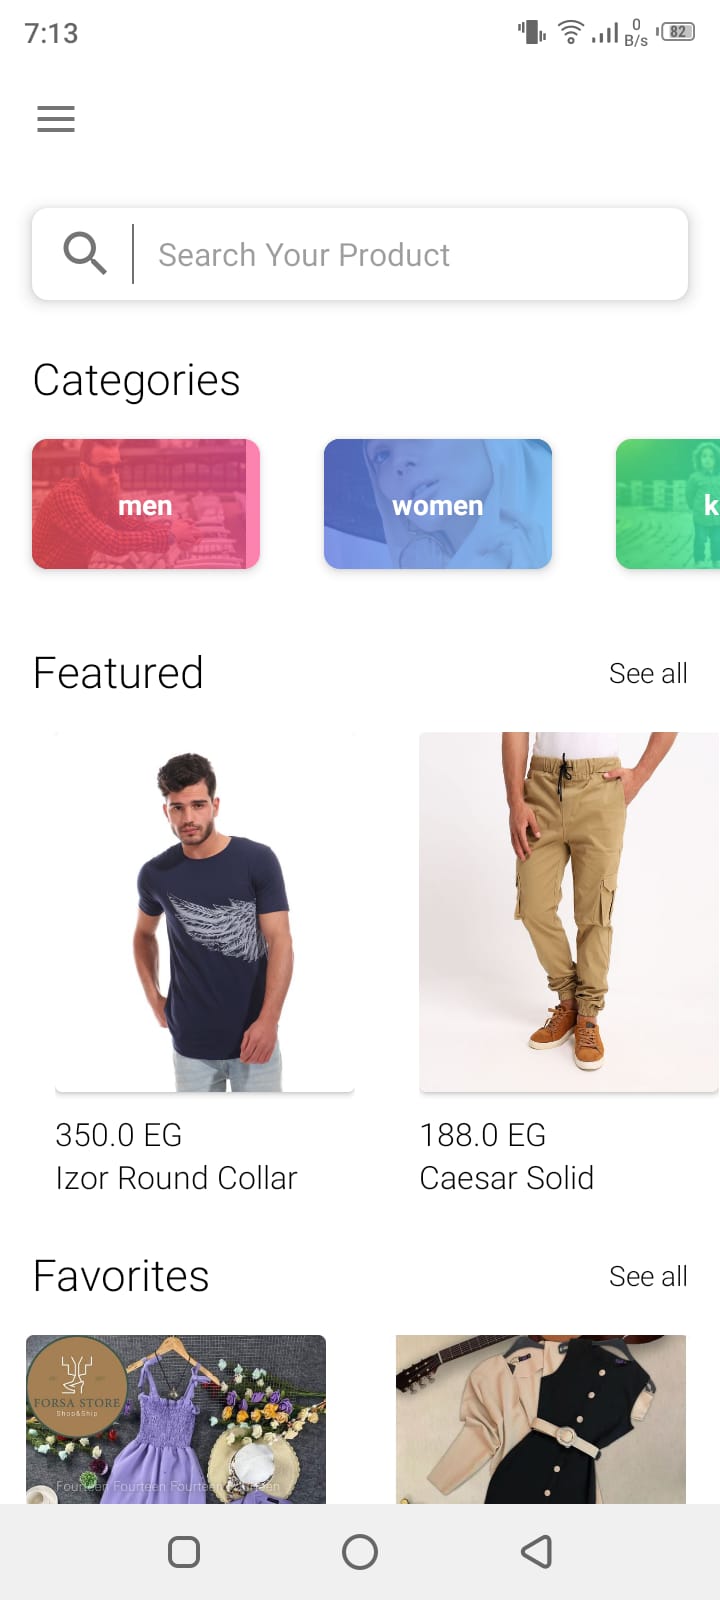 7:13
0
B/s
82
Search Your Product
Categories
men
women
k
Featured
See all
350.0 EG
188.0 EG
Izor Round Collar
Caesar Solid
Favorites
See all
FORSA STORE
Shop&Ship
Fourteen Fourteen Fourteen Fourteen